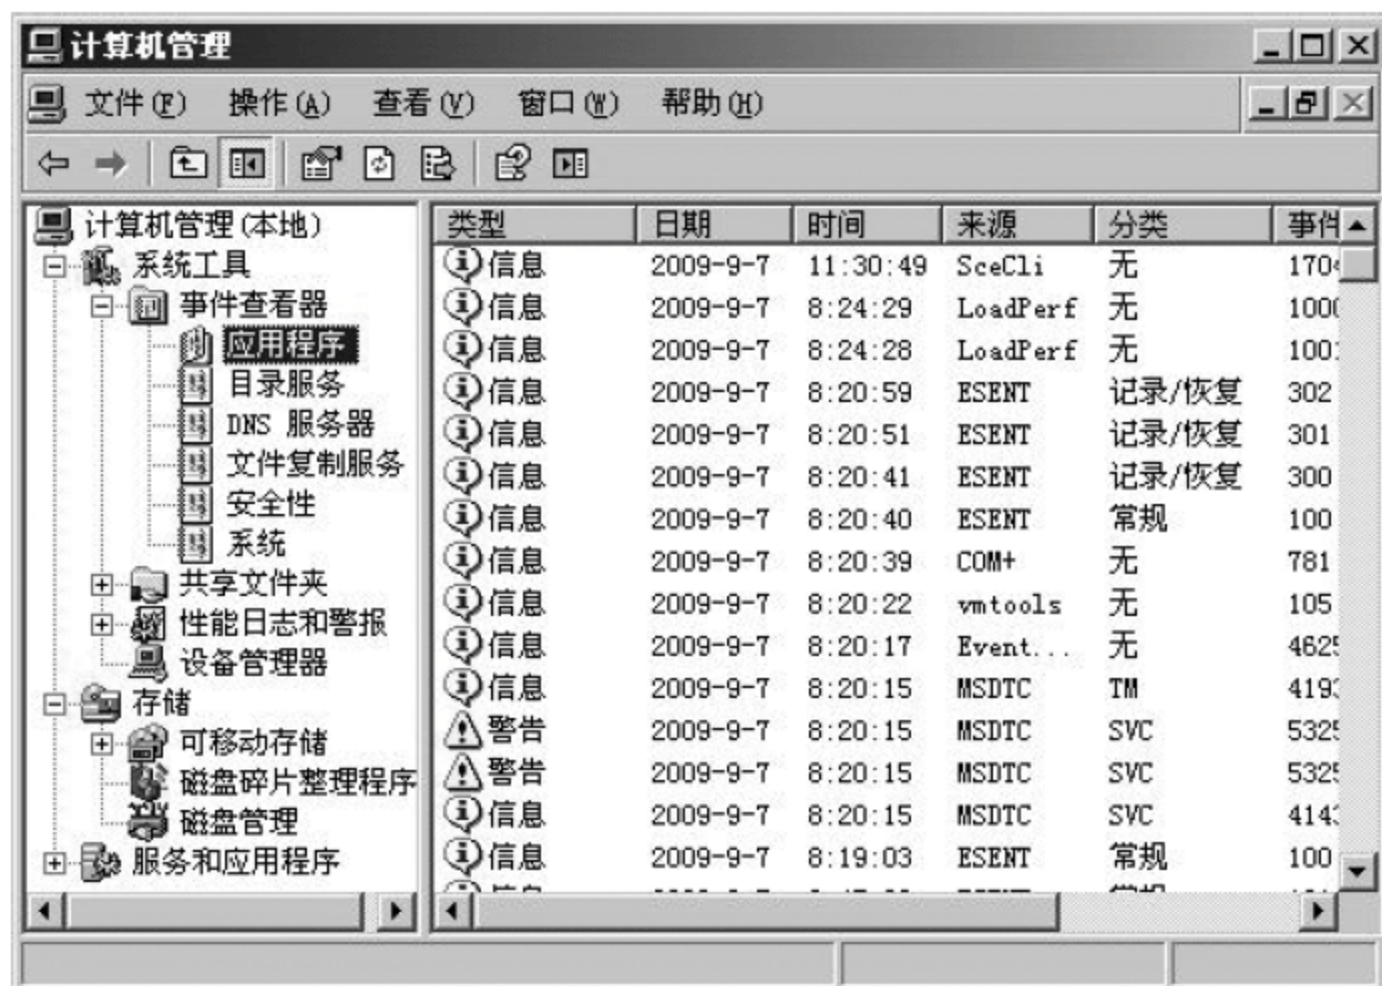 计算机管理
文件(F) 操作(A) 查看(V) 窗口(W) 帮助(H)
计算机管理(本地)
系统工具
事件查看器
应用程序
目录服务
DNS 服务器
文件复制服务
安全性
系统
共享文件夹
性能日志和警报
设备管理器
存储
可移动存储
磁盘碎片整理程序
磁盘管理
服务和应用程序
类型 日期 时间 来源 分类 事件
信息 2009-9-7 11:30:49 SceCli 无 1704
信息 2009-9-7 8:24:29 LoadPerf 无 1000
信息 2009-9-7 8:24:28 LoadPerf 无 1001
信息 2009-9-7 8:20:59 ESENT 记录/恢复 302
信息 2009-9-7 8:20:51 ESENT 记录/恢复 301
信息 2009-9-7 8:20:41 ESENT 记录/恢复 300
信息 2009-9-7 8:20:40 ESENT 常规 100
信息 2009-9-7 8:20:39 COM+ 无 781
信息 2009-9-7 8:20:22 vmtools 无 105
信息 2009-9-7 8:20:17 Event... 无 4625
信息 2009-9-7 8:20:15 MSDTC TM 4193
警告 2009-9-7 8:20:15 MSDTC SVC 5325
警告 2009-9-7 8:20:15 MSDTC SVC 5325
信息 2009-9-7 8:20:15 MSDTC SVC 4143
信息 2009-9-7 8:19:03 ESENT 常规 100